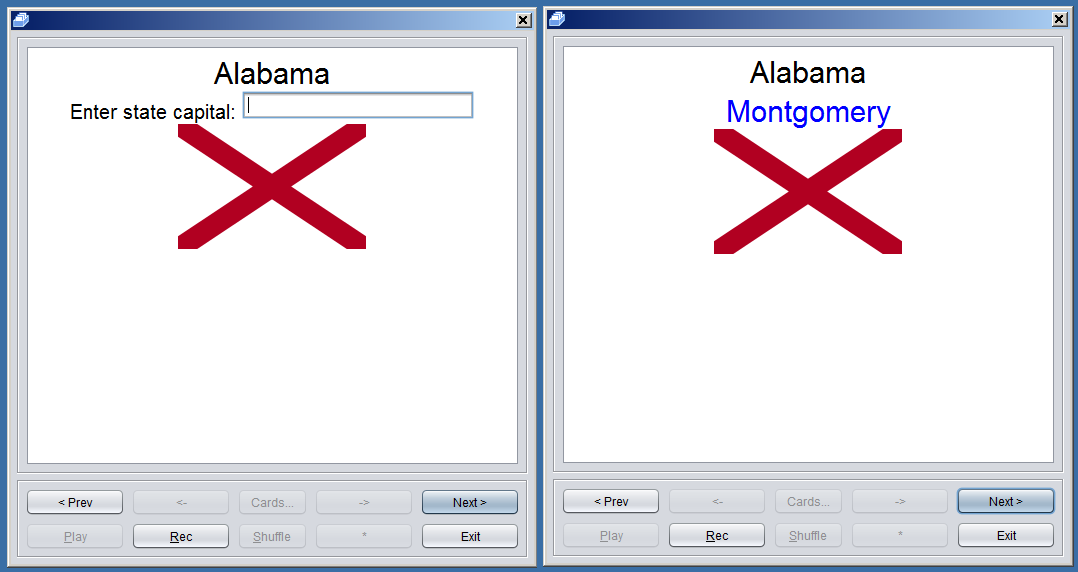 Alabama
Enter state capital:
< Prev <- Cards... -> Next >
Play Rec Shuffle * Exit
Alabama
Montgomery
< Prev <- Cards... -> Next >
Play Rec Shuffle * Exit